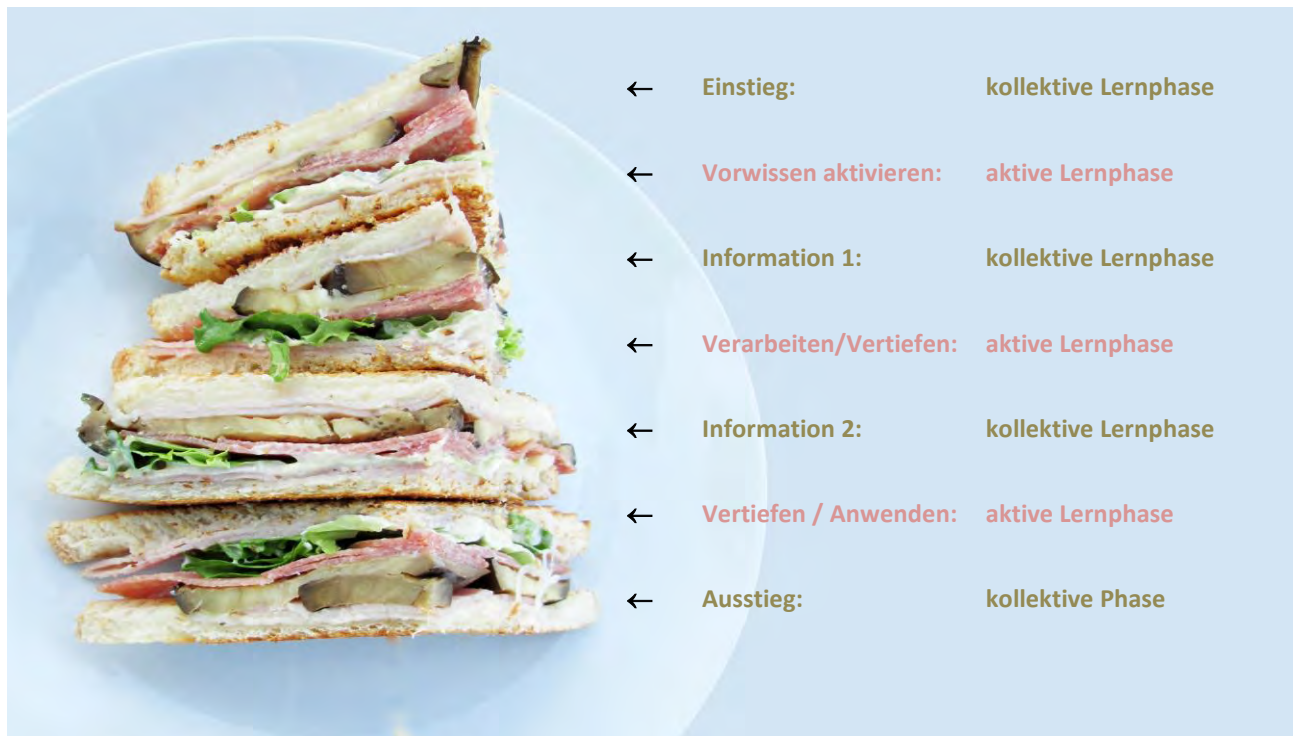 ← Einstieg: kollektive Lernphase
← Vorwissen aktivieren: aktive Lernphase
← Information 1: kollektive Lernphase
← Verarbeiten/Vertiefen: aktive Lernphase
← Information 2: kollektive Lernphase
← Vertiefen / Anwenden: aktive Lernphase
← Ausstieg: kollektive Phase